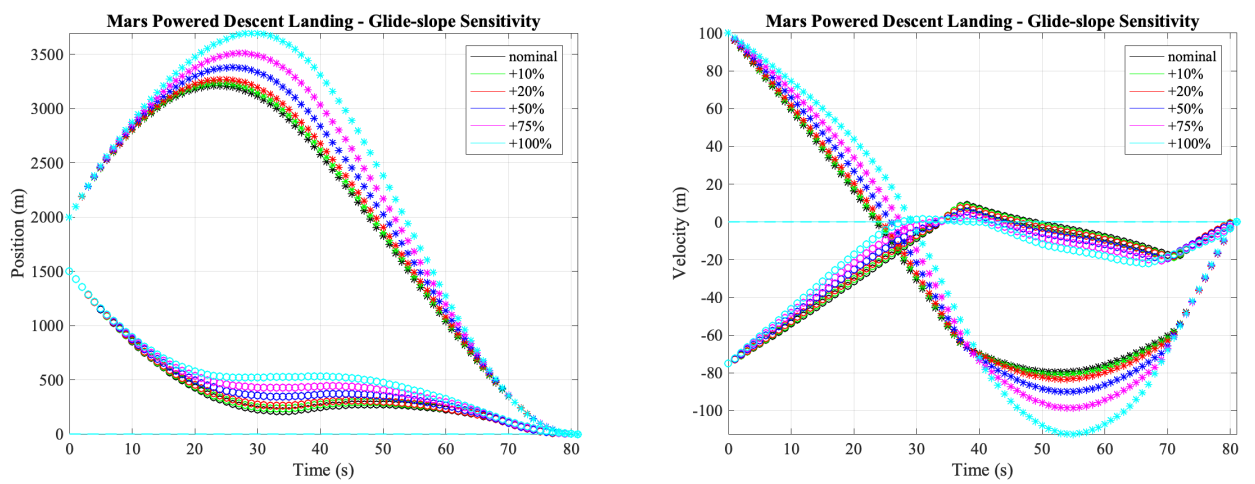 Mars Powered Descent Landing - Glide-slope Sensitivity
3500
3000
2500
2000
1500
1000
500
0
Position (m)
nominal
+10%
+20%
+50%
+75%
+100%
0 10 20 30 40 50 60 70 80
Time (s)
Mars Powered Descent Landing - Glide-slope Sensitivity
100
80
60
40
20
0
-20
-40
-60
-80
-100
Velocity (m)
nominal
+10%
+20%
+50%
+75%
+100%
0 10 20 30 40 50 60 70 80
Time (s)